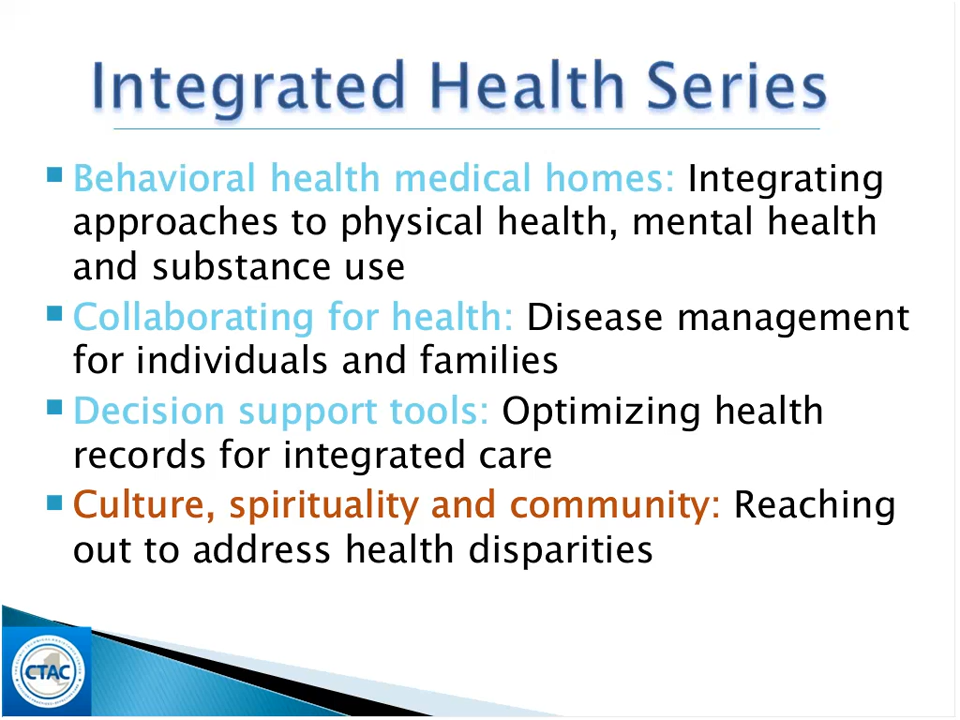 Integrated Health Series
Behavioral health medical homes: Integrating
approaches to physical health, mental health
and substance use
Collaborating for health: Disease management
for individuals and families
Decision support tools: Optimizing health
records for integrated care
Culture, spirituality and community: Reaching
out to address health disparities
CTAC